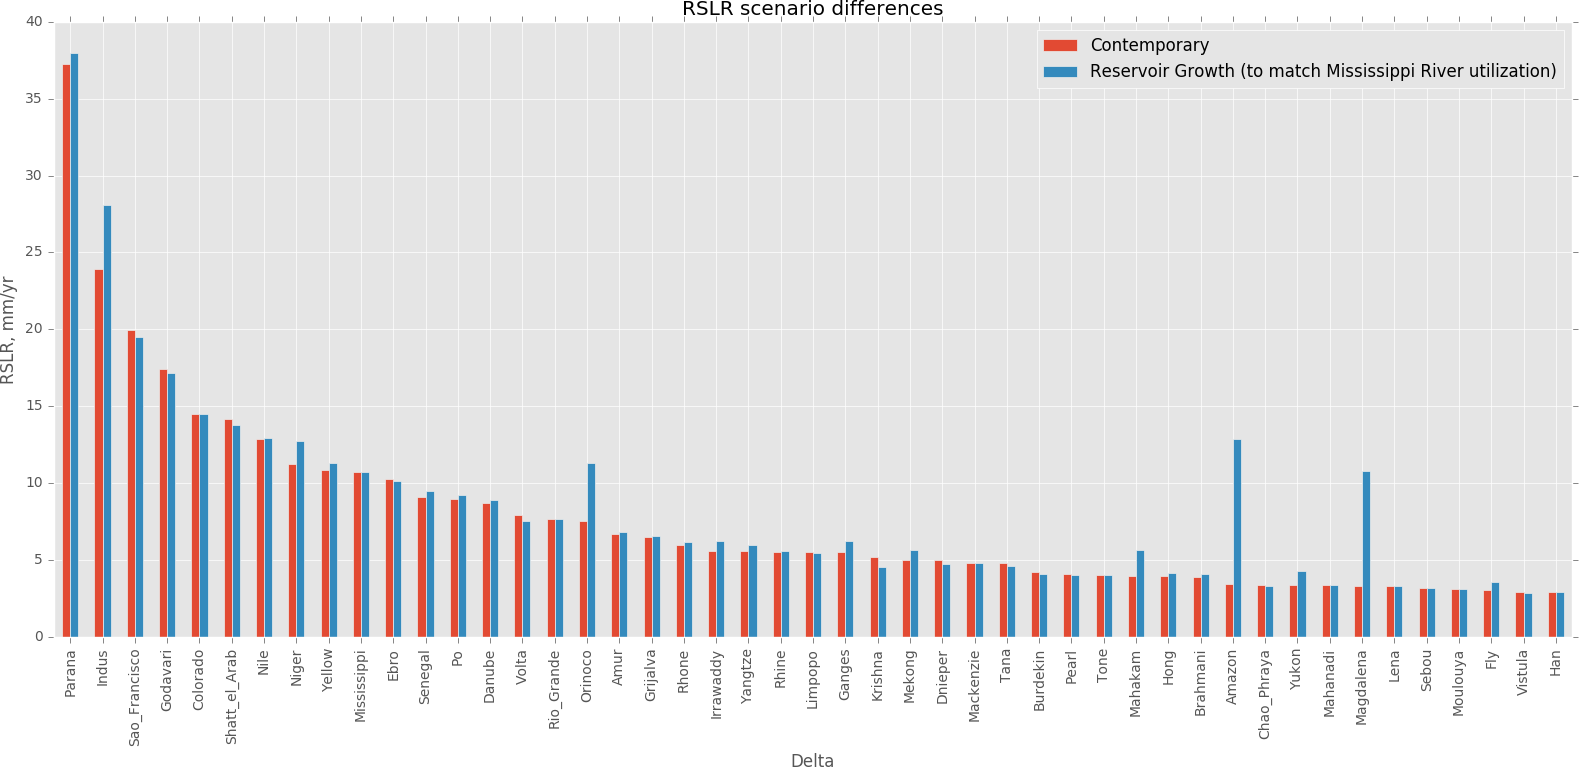 RSLR scenario differences
Contemporary
Reservoir Growth (to match Mississippi River utilization)
RSLR, mm/yr
40
35
30
25
20
15
10
5
0
Parana
Indus
Sao_Francisco
Godavari
Colorado
Shatt_el_Arab
Nile
Niger
Yellow
Mississippi
Ebro
Senegal
Po
Danube
Volta
Rio_Grande
Orinoco
Amur
Grijalva
Rhone
Irrawaddy
Yangtze
Rhine
Limpopo
Ganges
Krishna
Mekong
Dnieper
Mackenzie
Tana
Burdekin
Pearl
Tone
Mahakam
Hong
Brahmani
Amazon
Chao_Phraya
Yukon
Mahanadi
Magdalena
Lena
Sebou
Moulouya
Fly
Vistula
Han
Delta